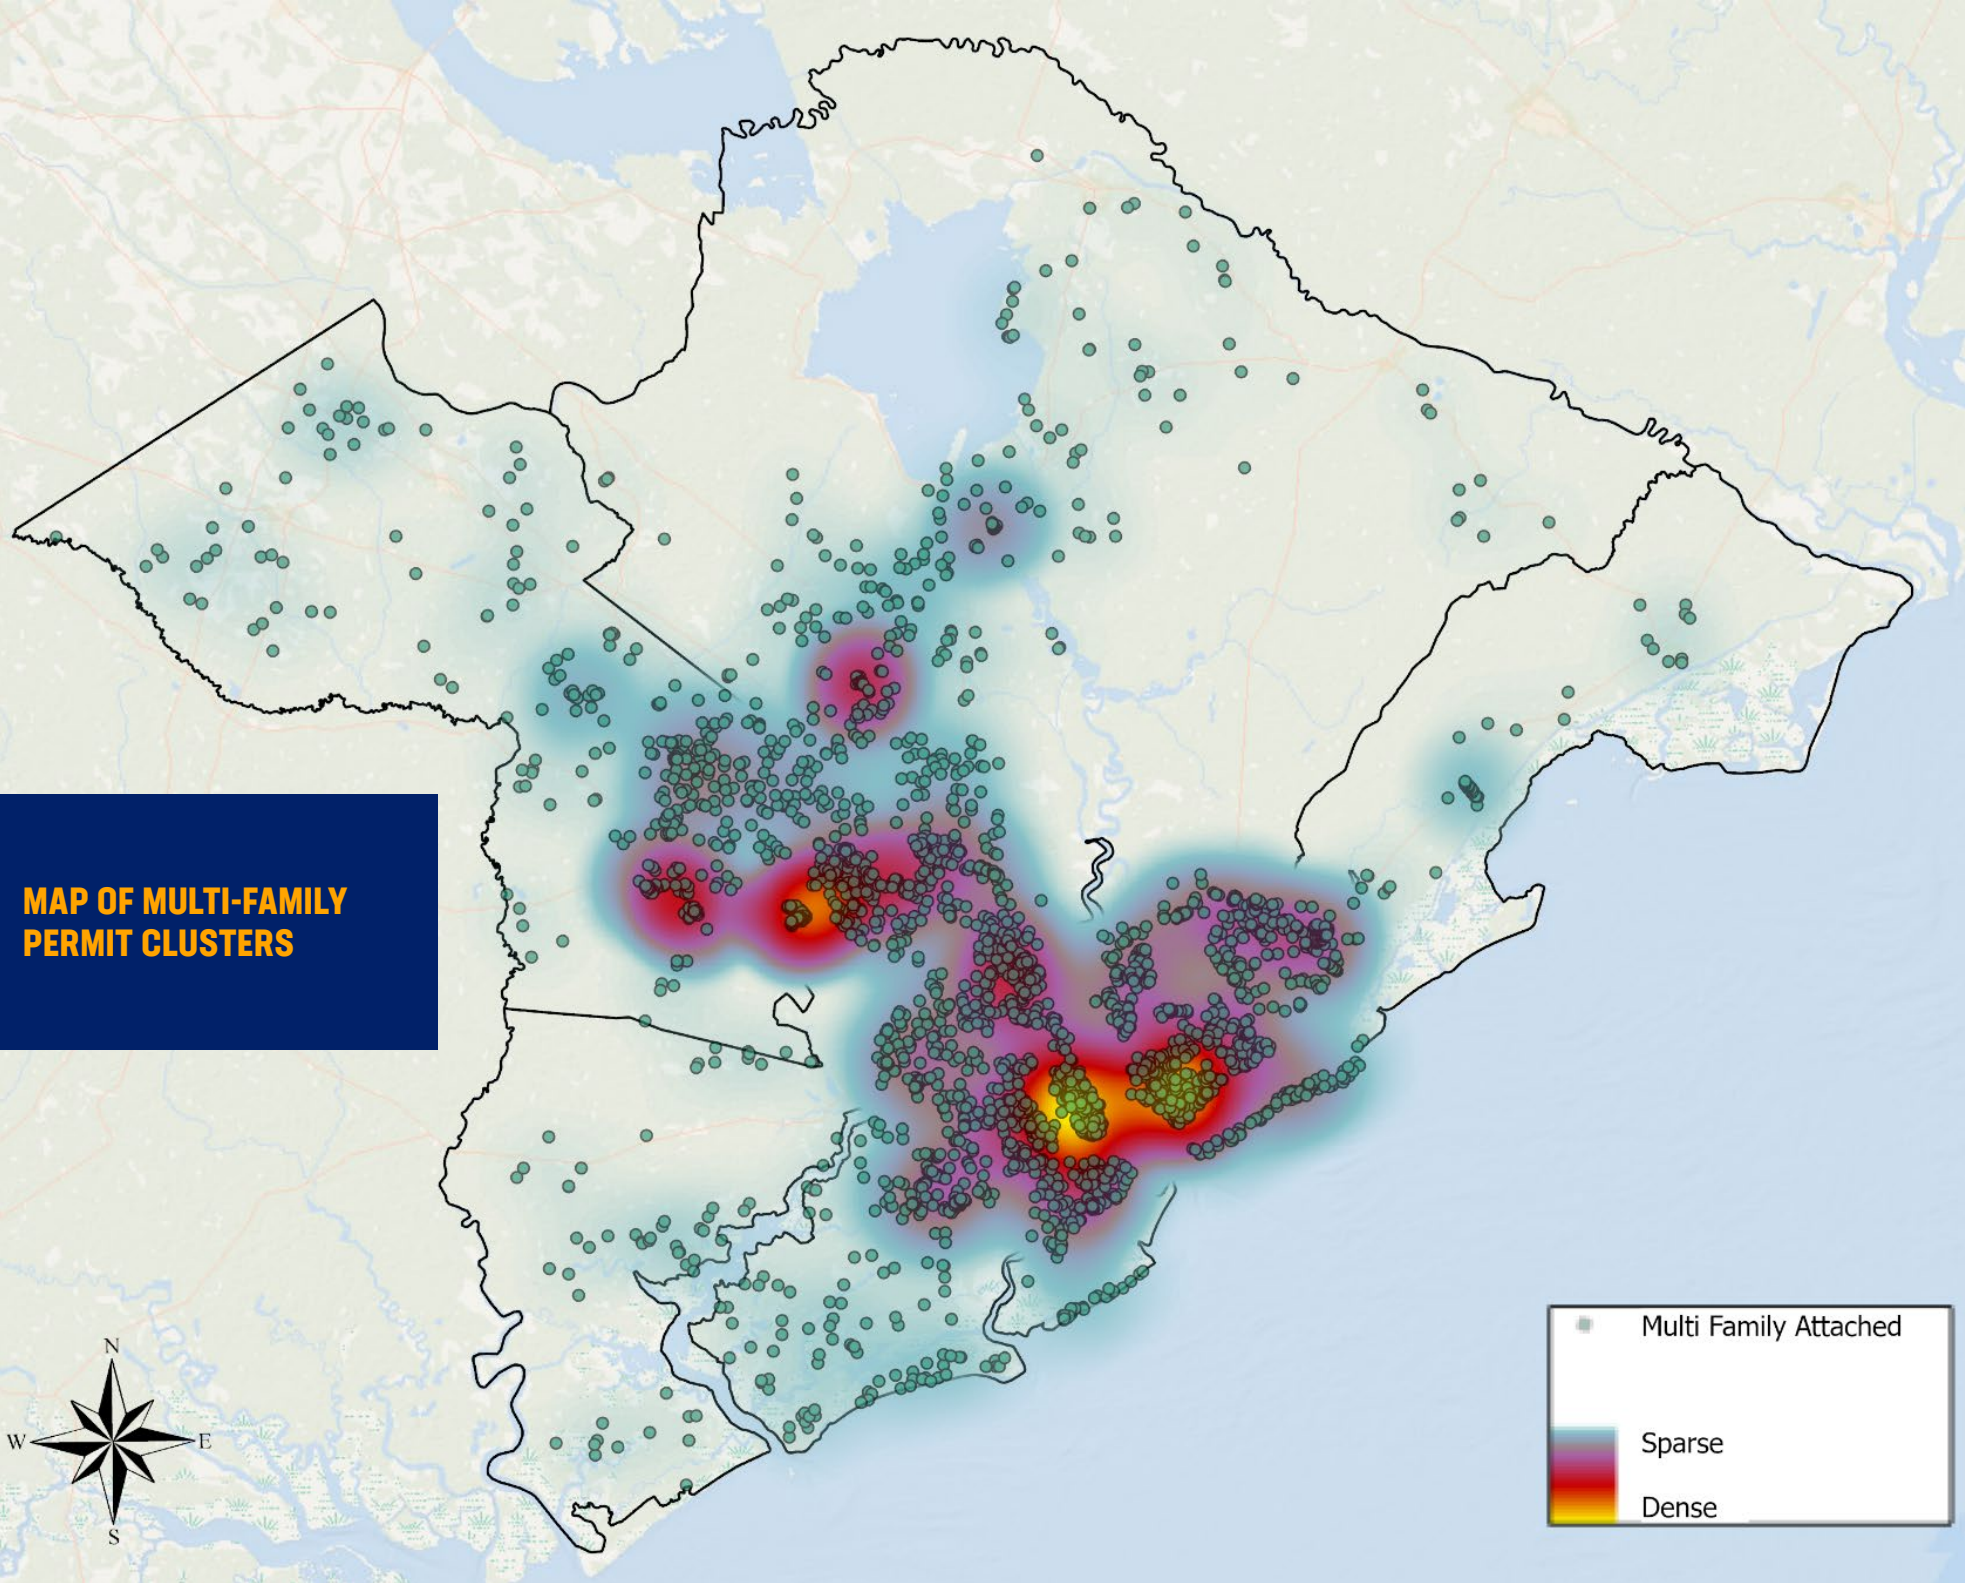 MAP OF MULTI-FAMILY
PERMIT CLUSTERS
N
W
E
S
Multi Family Attached
Sparse
Dense